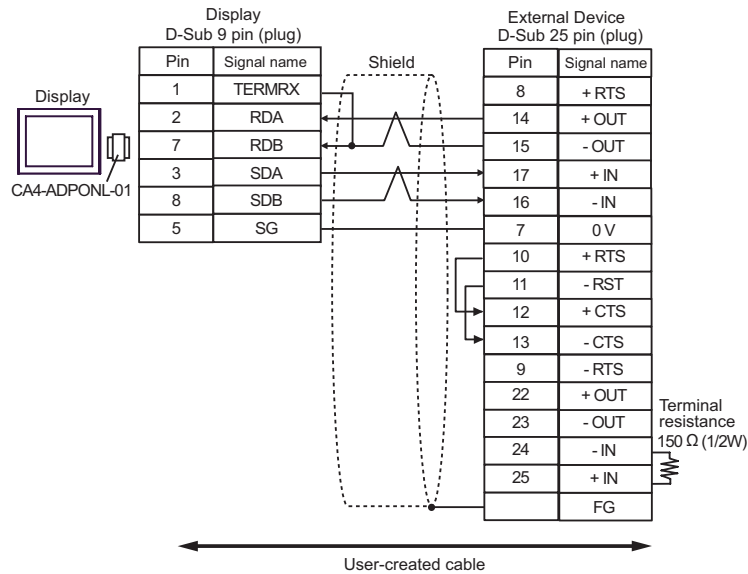 Display
D-Sub 9 pin (plug)
External Device
D-Sub 25 pin (plug)
Pin Signal name
Shield
Pin Signal name
Display
CA4-ADPONL-01
1 TERMRX
2 RDA
7 RDB
3 SDA
8 SDB
5 SG
8 + RTS
14 + OUT
15 - OUT
17 + IN
16 - IN
7 0 V
10 + RTS
11 - RST
12 + CTS
13 - CTS
9 - RTS
22 + OUT
23 - OUT
24 - IN
25 + IN
FG
Terminal
resistance
150 Ω (1/2W)
User-created cable